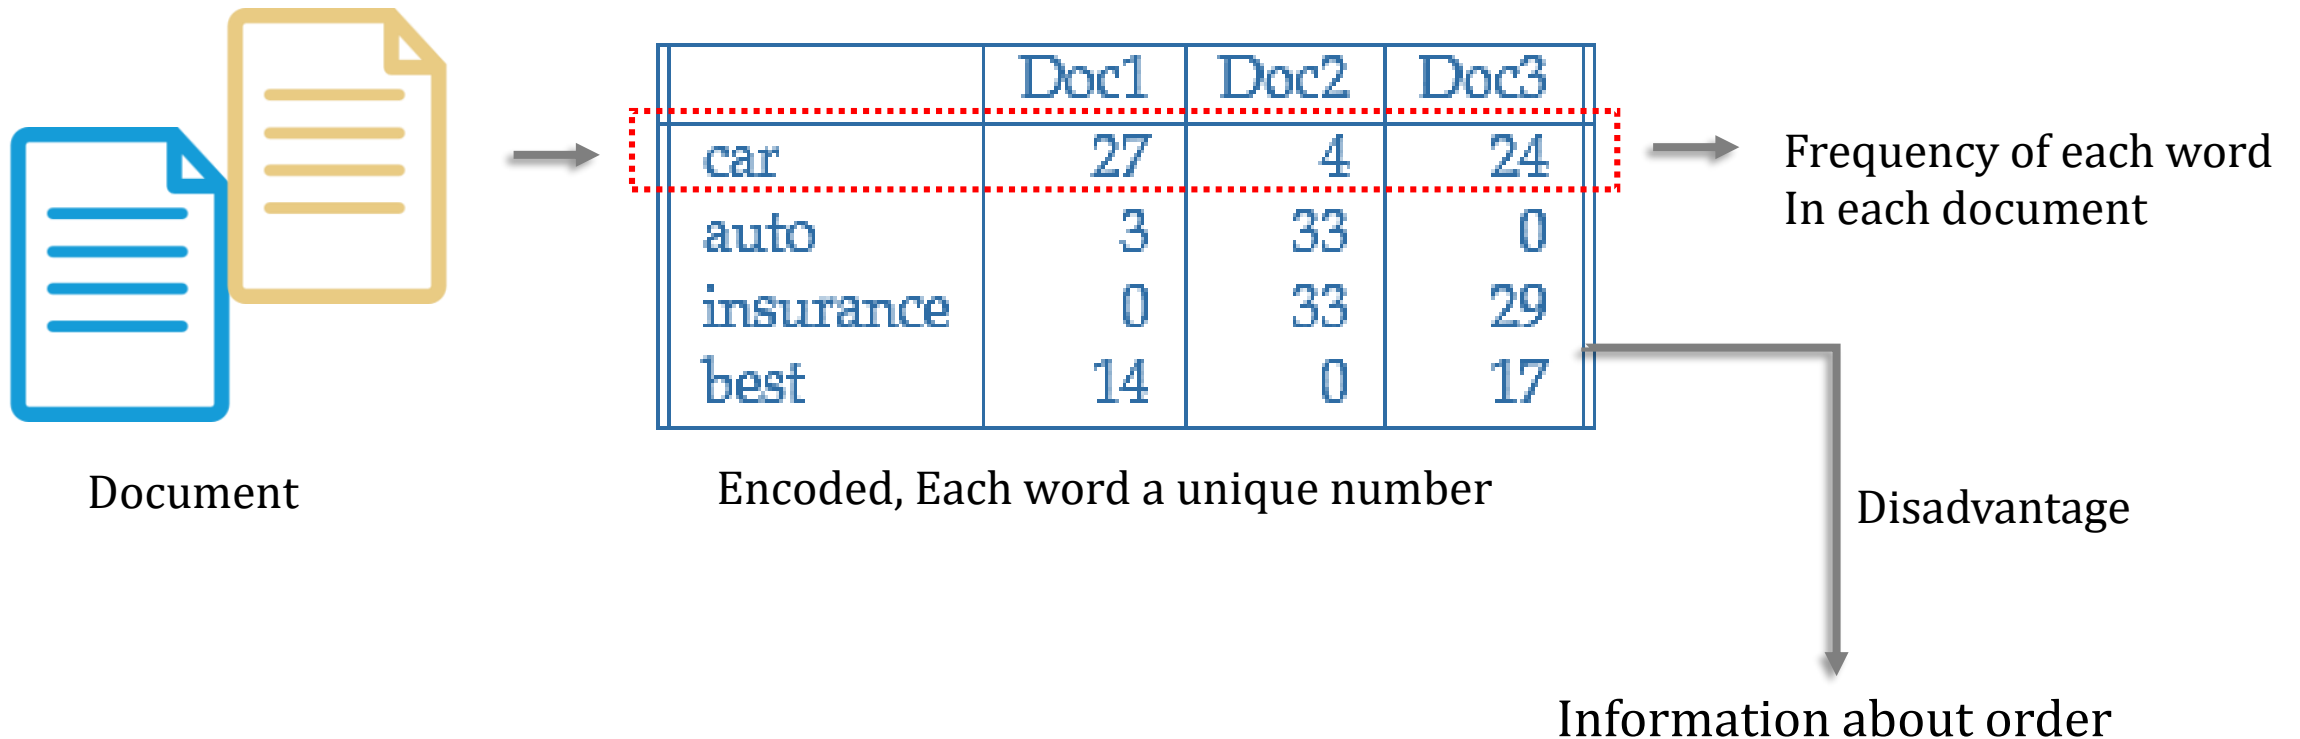 Doc1 Doc2 Doc3
car 27 4 24
auto 3 33 0
insurance 0 33 29
best 14 0 17
Frequency of each word
In each document
Document
Encoded, Each word a unique number
Disadvantage
Information about order